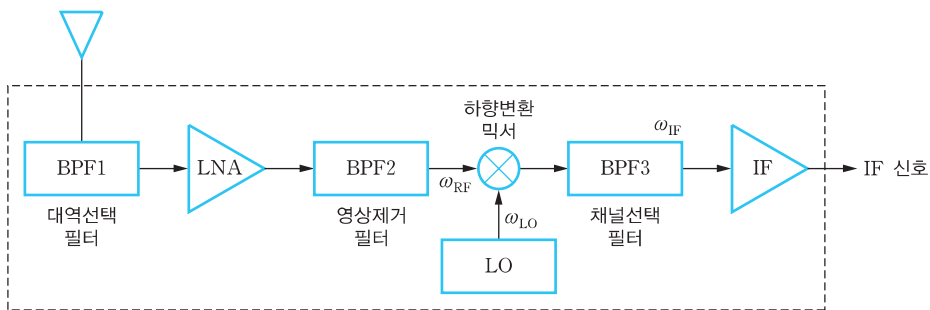 하향변환
믹서
ω_IF
BPF1
LNA
BPF2
ω_RF
BPF3
IF
IF 신호
대역선택
필터
영상제거
필터
ω_LO
채널선택
필터
LO